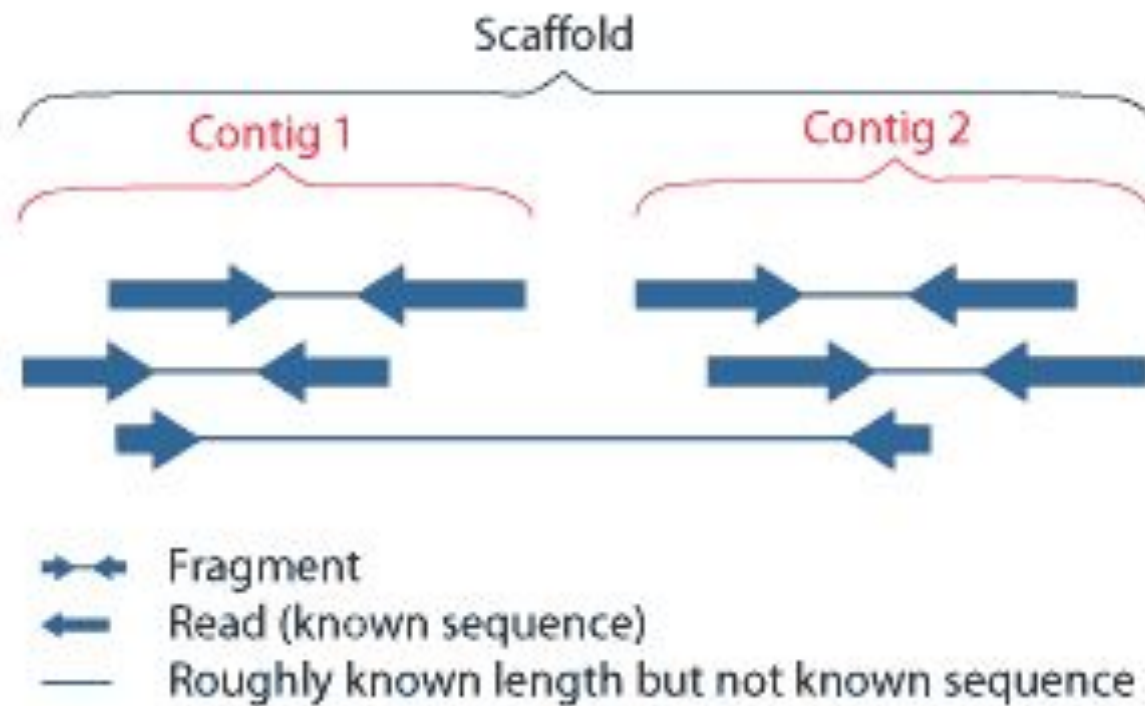 Scaffold
Contig 1
Contig 2
Fragment
Read (known sequence)
Roughly known length but not known sequence